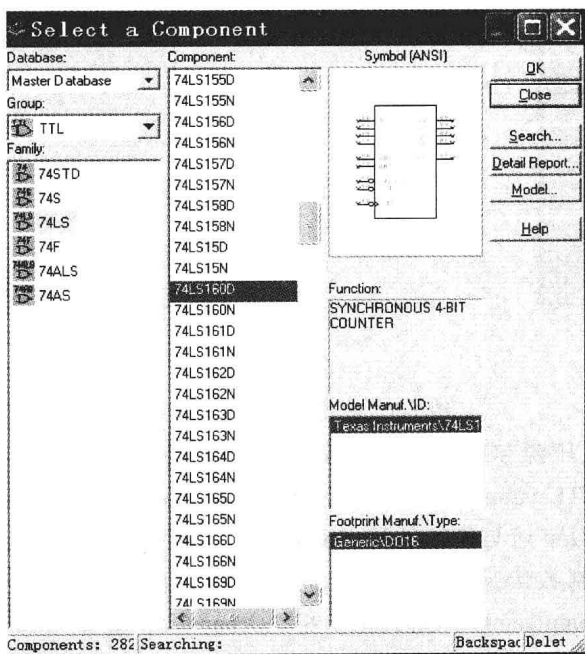 Select a Component
Database:
Master Database
Group:
TTL
Family:
74STD
74S
74LS
74F
74ALS
74AS
Component:
74LS155D
74LS155N
74LS156D
74LS156N
74LS157D
74LS157N
74LS158D
74LS158N
74LS15D
74LS15N
74LS160D
74LS160N
74LS161D
74LS161N
74LS162D
74LS162N
74LS163D
74LS163N
74LS164D
74LS164N
74LS165D
74LS165N
74LS166D
74LS166N
74LS169D
74LS169N
Symbol (ANSI)
Function:
SYNCHRONOUS 4-BIT
COUNTER
Model Manuf.\ID:
Texas Instruments\74LS1
Footprint Manuf.\Type:
Generic\DO16
OK
Close
Search...
Detail Report...
Model...
Help
Components: 282
Searching:
Backspac
Delet